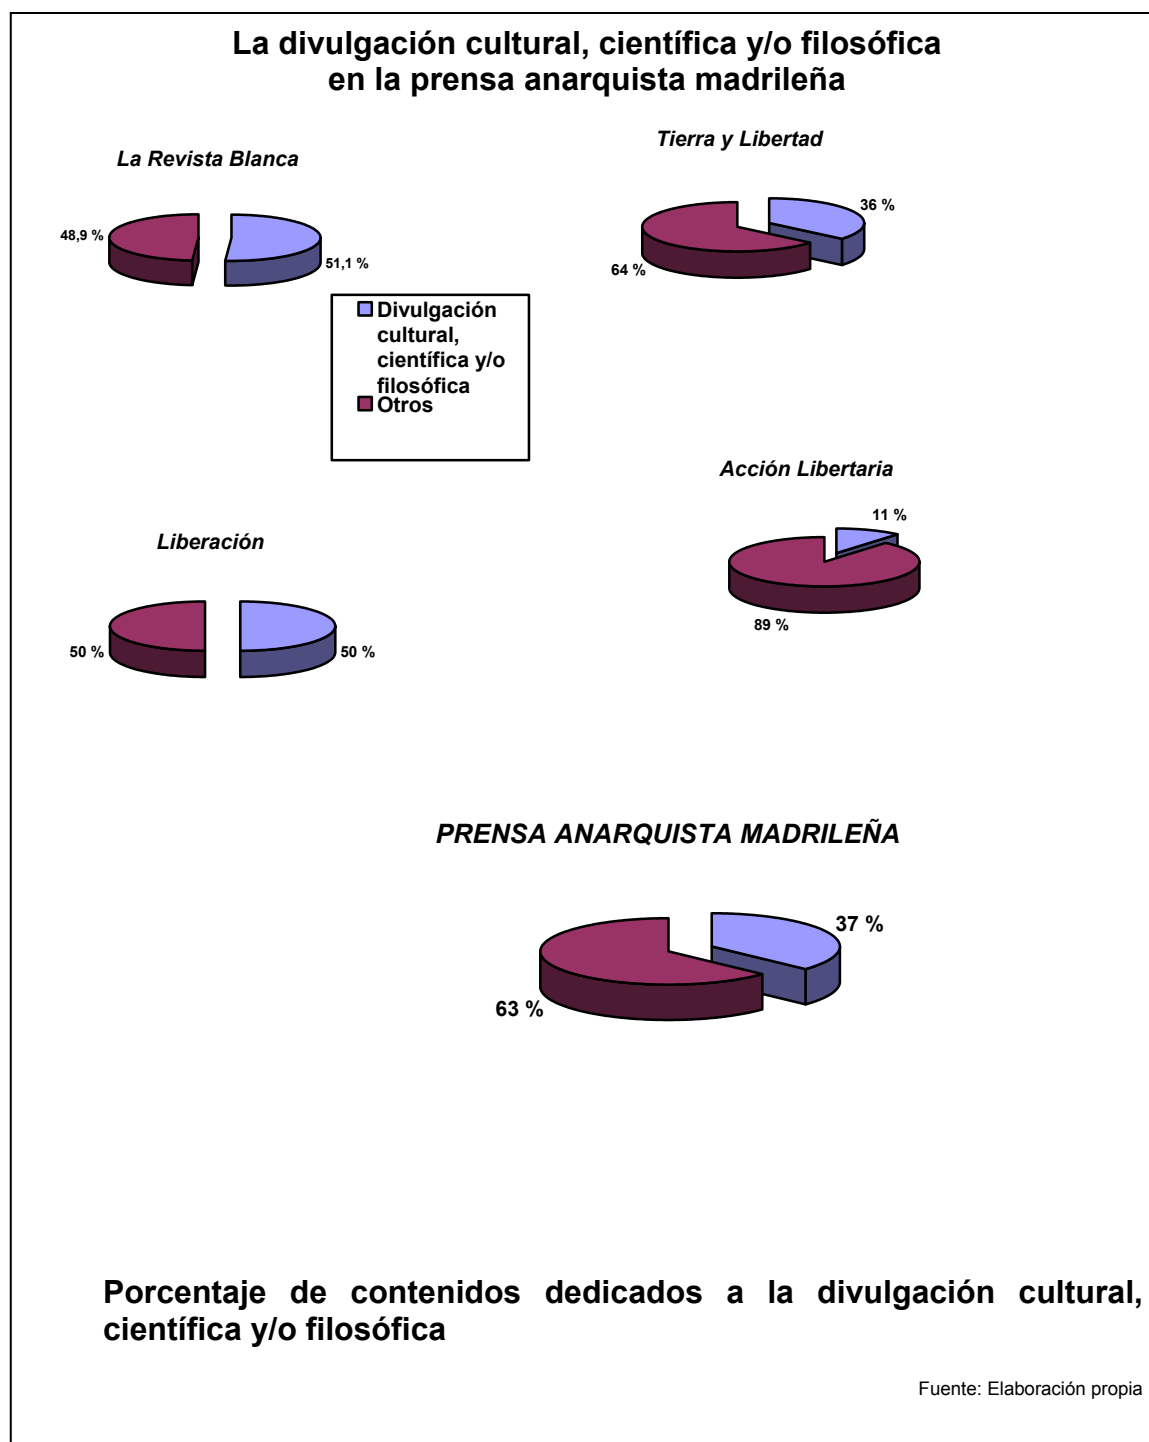 La divulgación cultural, científica y/o filosófica
en la prensa anarquista madrileña
La Revista Blanca
48,9 %
51,1 %
Tierra y Libertad
36 %
64 %
Divulgación
cultural,
científica y/o
filosófica
Otros
Acción Libertaria
11 %
89 %
Liberación
50 %
50 %
PRENSA ANARQUISTA MADRILEÑA
37 %
63 %
Porcentaje de contenidos dedicados a la divulgación cultural,
científica y/o filosófica
Fuente: Elaboración propia